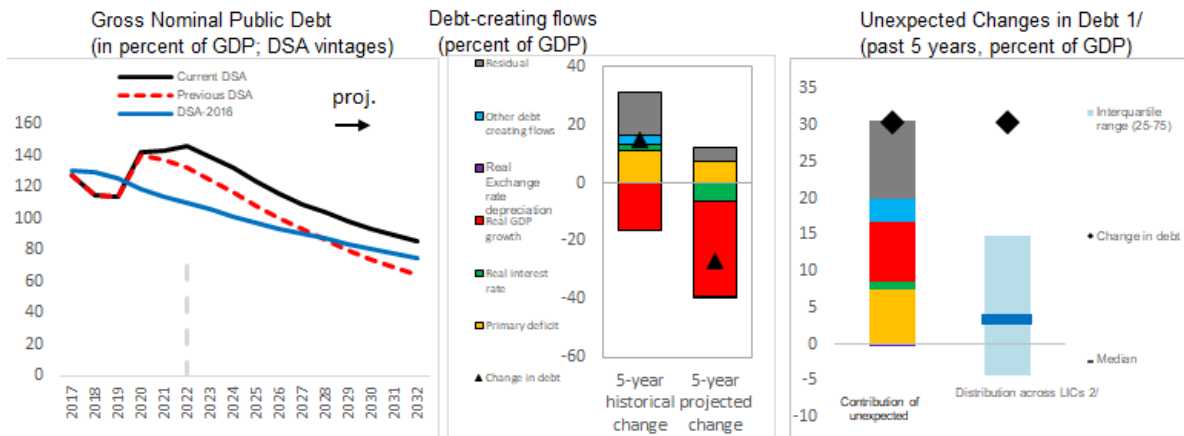 Gross Nominal Public Debt
(in percent of GDP; DSA vintages)
Current DSA
Previous DSA
DSA-2016
proj.
160
140
120
100
80
60
40
20
0
2017
2018
2019
2020
2021
2022
2023
2024
2025
2026
2027
2028
2029
2030
2031
2032
Debt-creating flows
(percent of GDP)
Residual
Other debt
creating flows
Real
Exchange rate
depreciation
Real GDP
growth
Real interest
rate
Primary deficit
Change in debt
40
20
0
-20
-40
-60
5-year
historical
change
5-year
projected
change
Unexpected Changes in Debt 1/
(past 5 years, percent of GDP)
35
30
25
20
15
10
5
0
-5
-10
Interquartile
range (25-75)
Change in debt
Median
Contribution of
unexpected
Distribution across LICs 2/